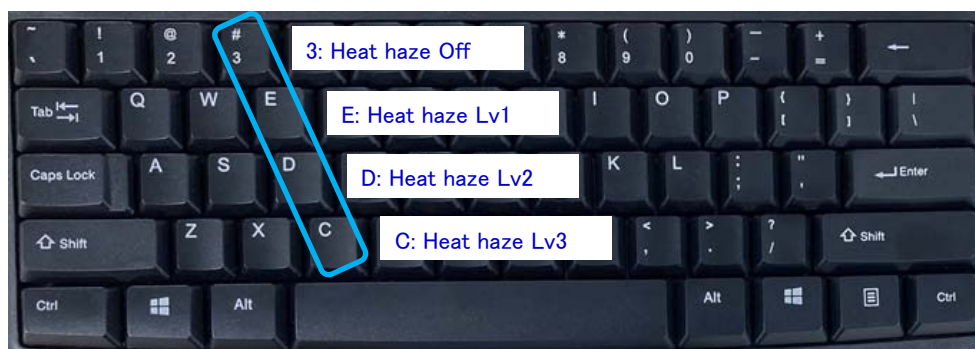 ~ ! @ # 3: Heat haze Off * ( ) — +
` 1 2 3 8 9 0 – =
Tab Q W E E: Heat haze Lv1 I O P { } |
[ ] \
Caps Lock A S D D: Heat haze Lv2 K L : " Enter
; '
Shift Z X C C: Heat haze Lv3 < > ? Shift
, . /
Ctrl Alt Alt Ctrl